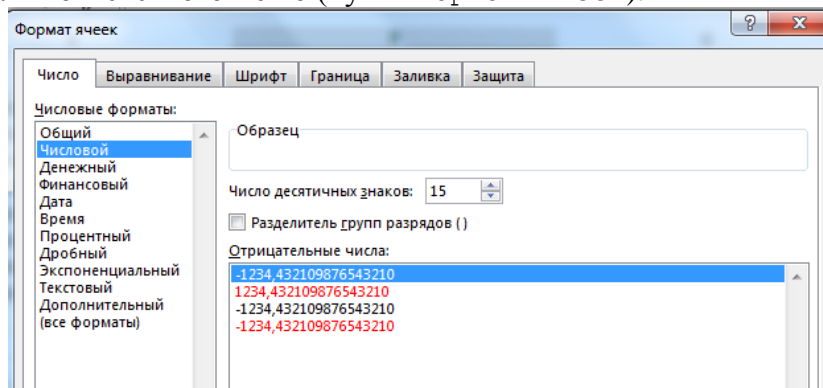 Формат ячеек
Число Выравнивание Шрифт Граница Заливка Защита
Числовые форматы:
Общий
Числовой
Денежный
Финансовый
Дата
Время
Процентный
Дробный
Экспоненциальный
Текстовый
Дополнительный
(все форматы)
Образец
Число десятичных знаков: 15
Разделитель групп разрядов ( )
Отрицательные числа:
-1234,432109876543210
1234,432109876543210
-1234,432109876543210
-1234,432109876543210